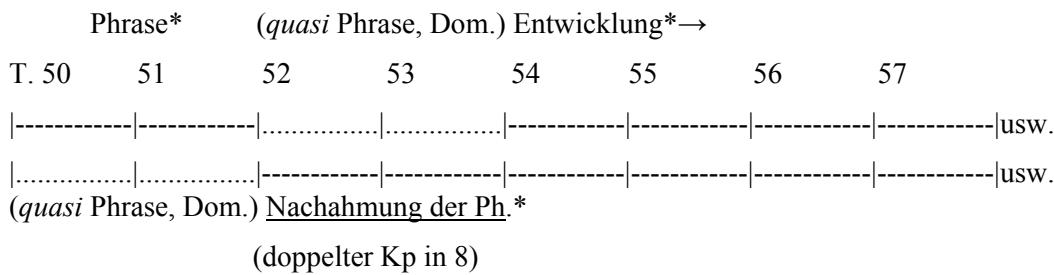 Phrase* (quasi Phrase, Dom.) Entwicklung*→
T. 50 51 52 53 54 55 56 57
|------------|------------|...............|...............|------------|------------|------------|------------|usw.
|...............|...............|------------|------------|------------|------------|------------|------------|usw.
(quasi Phrase, Dom.) Nachahmung der Ph.*
(doppelter Kp in 8)